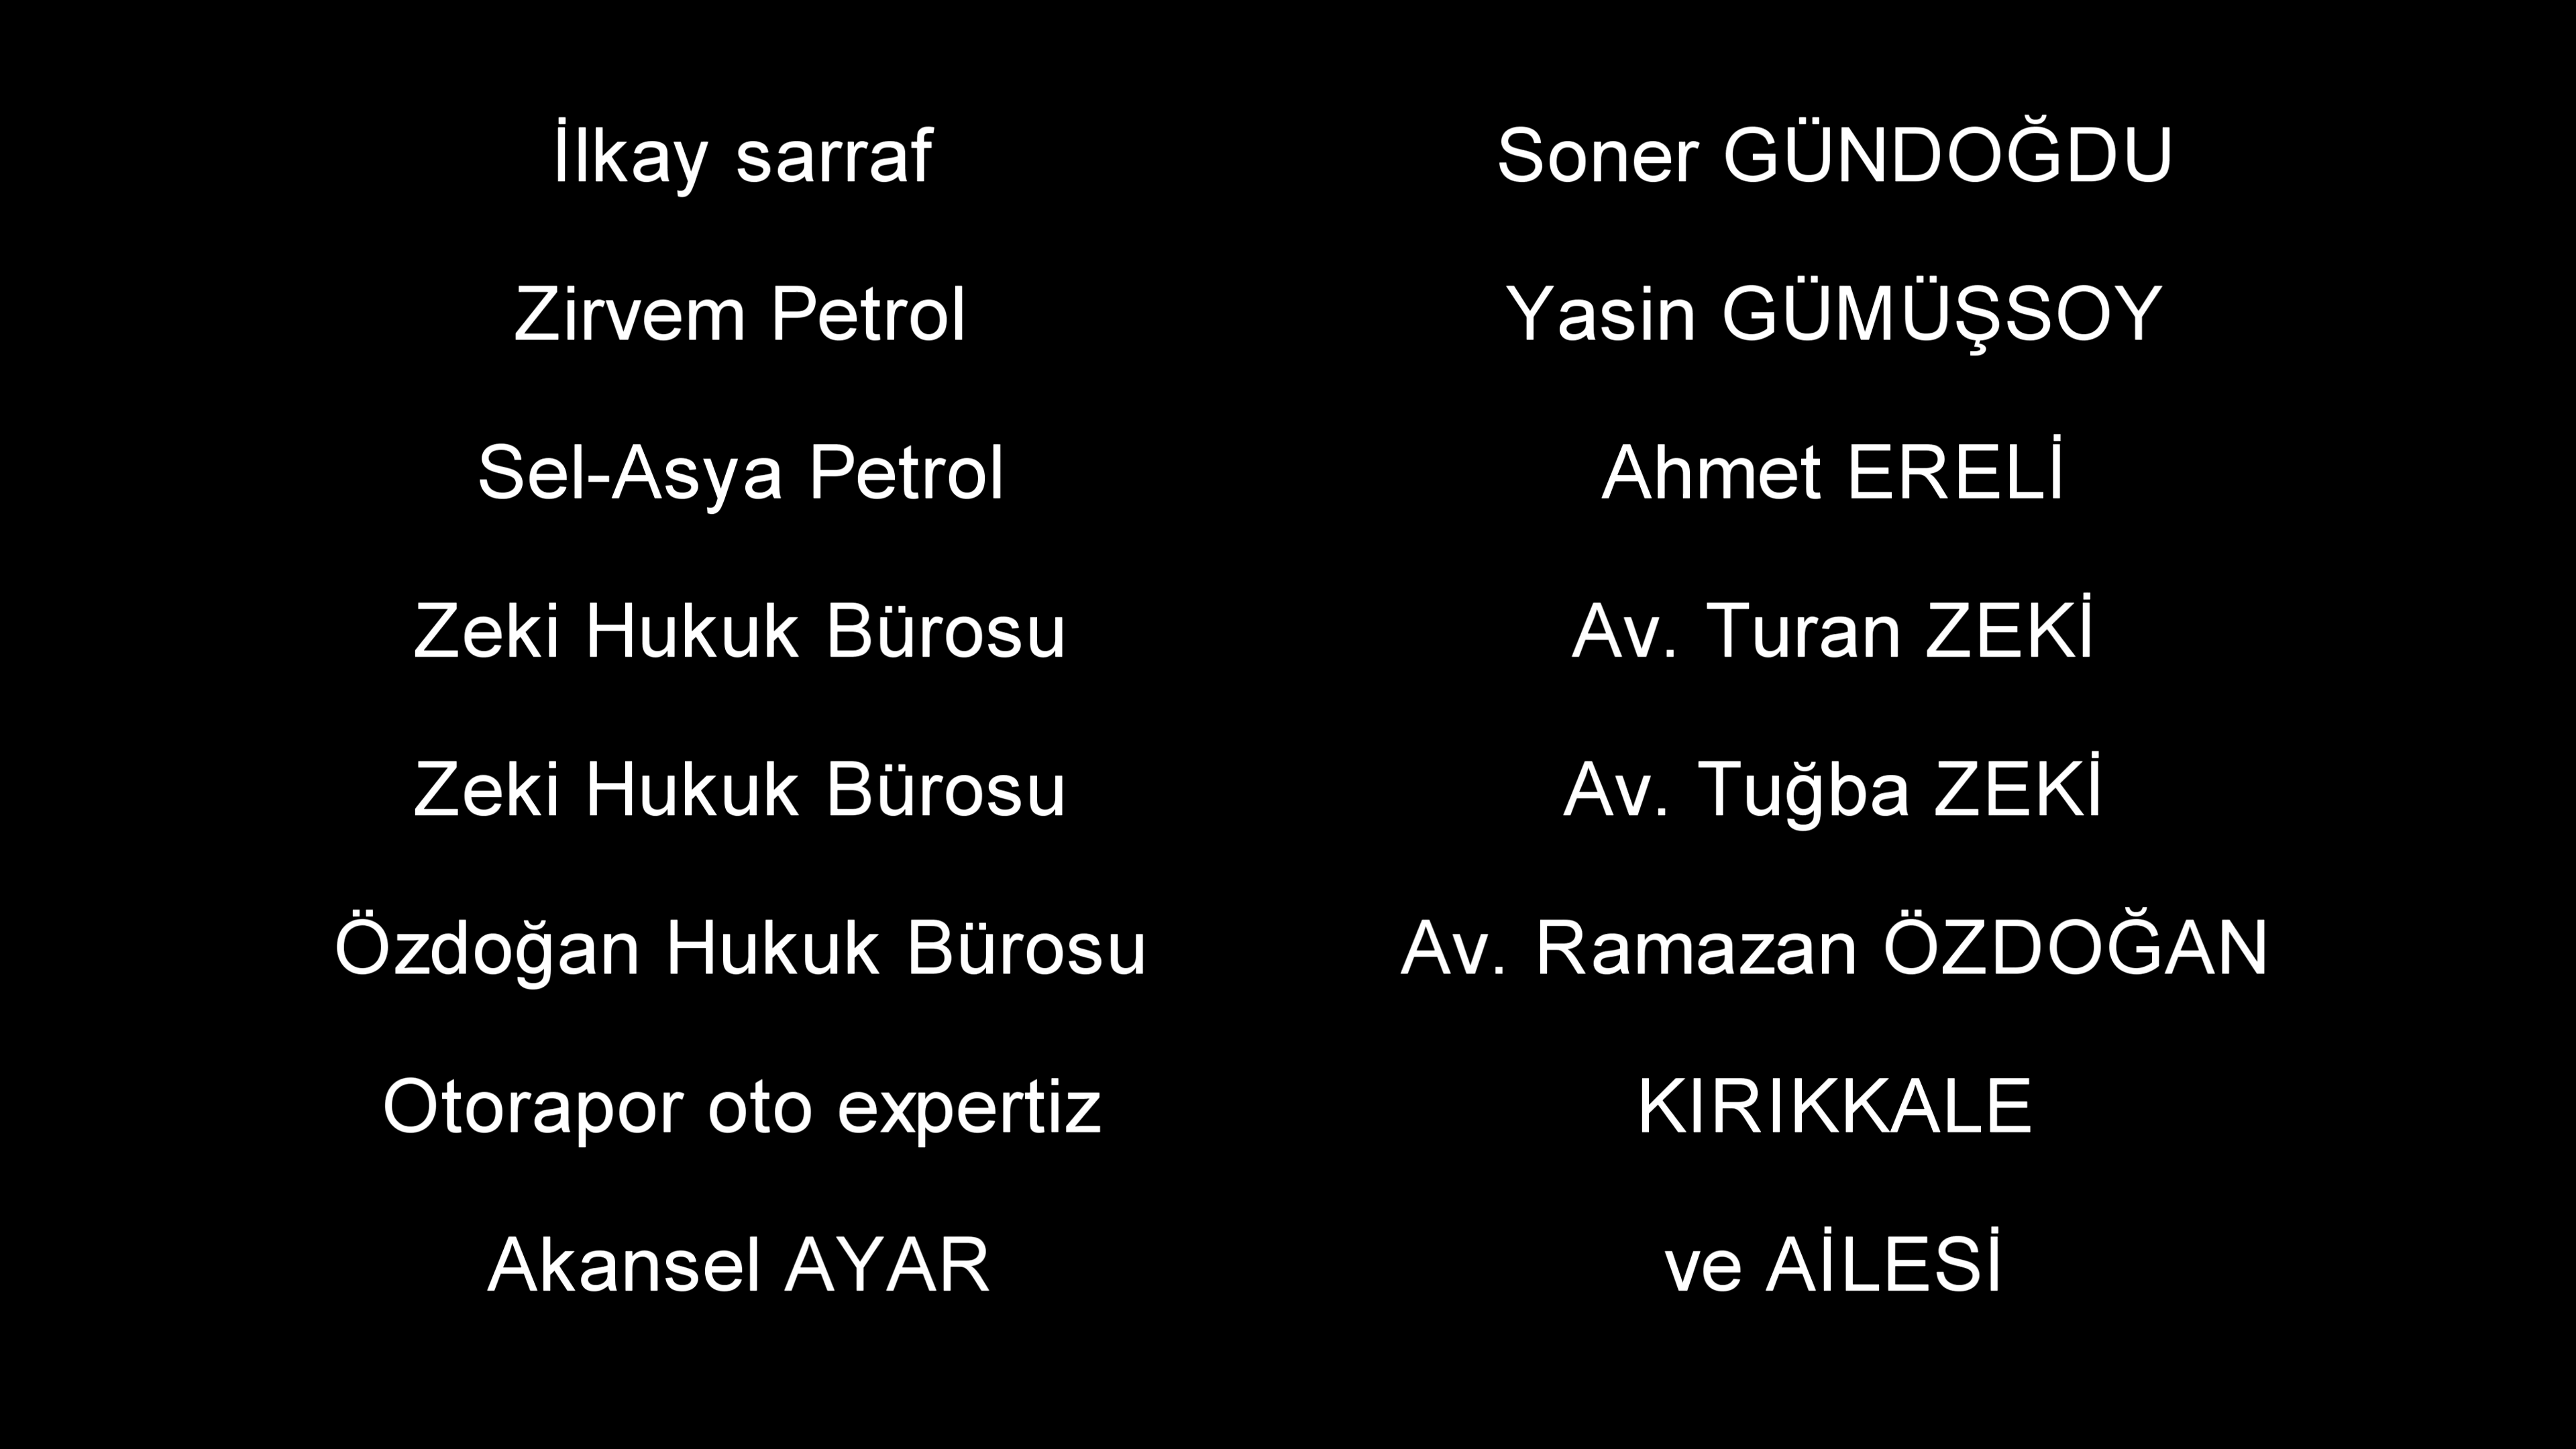 İlkay sarraf Soner GÜNDOĞDU
Zirvem Petrol Yasin GÜMÜŞSOY
Sel-Asya Petrol Ahmet ERELİ
Zeki Hukuk Bürosu Av. Turan ZEKİ
Zeki Hukuk Bürosu Av. Tuğba ZEKİ
Özdoğan Hukuk Bürosu Av. Ramazan ÖZDOĞAN
Otorapor oto expertiz KIRIKKALE
Akansel AYAR ve AİLESİ